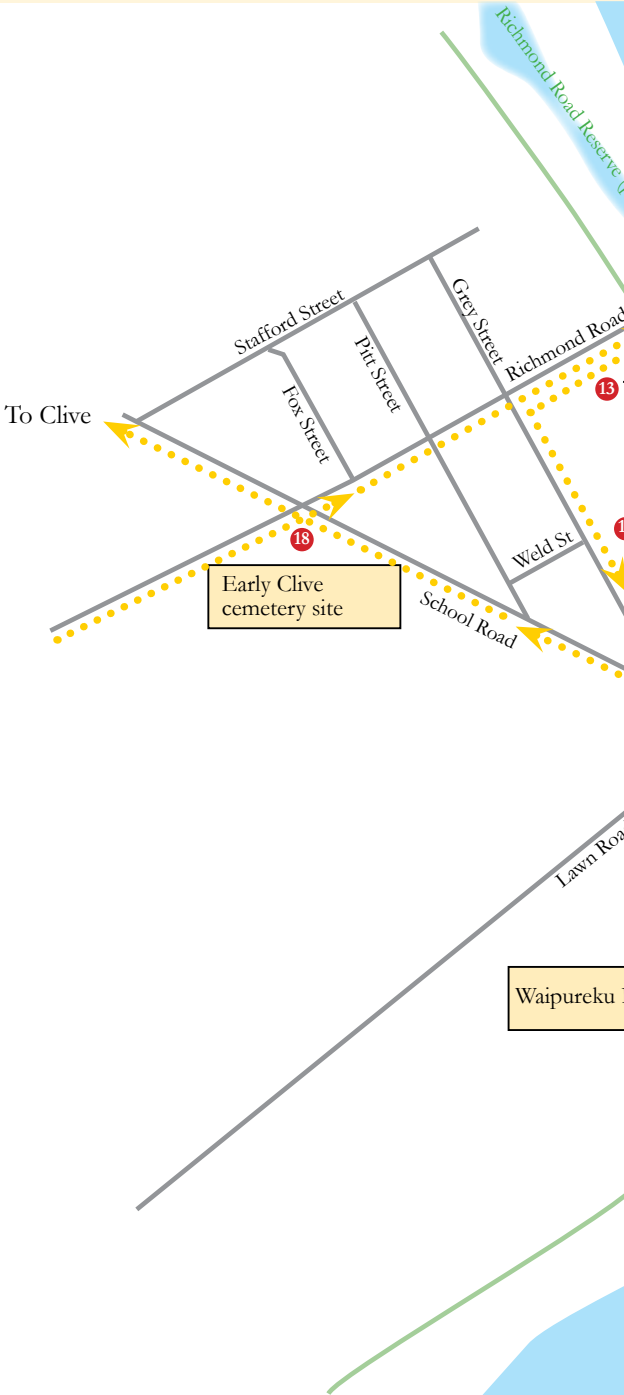 Richmond Road Reserve
Stafford Street
Grey Street
Pitt Street
Richmond Road
Fox Street
13
To Clive
18
Weld St
Early Clive
cemetery site
School Road
Lawn
Waipureku